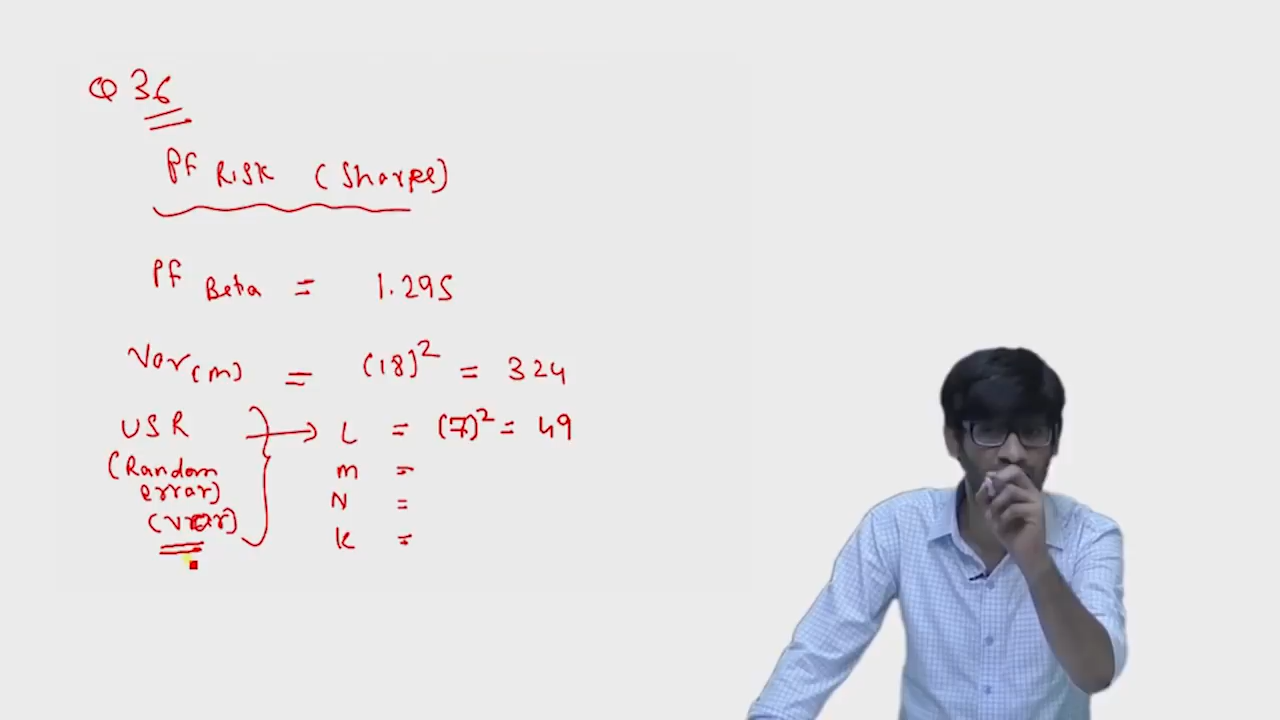 Q 36
Pf Risk (Sharpe)
Pf Beta = 1.295
Var(m) = (18)² = 324
USR → L = (7)² = 49
(Random error) m =
N =
(var) K =